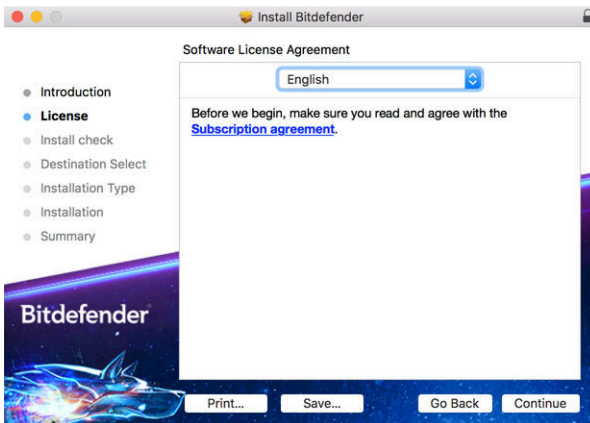 Install Bitdefender
Software License Agreement
English
Introduction
License
Install check
Destination Select
Installation Type
Installation
Summary
Before we begin, make sure you read and agree with the
Subscription agreement.
Bitdefender
Print...
Save...
Go Back
Continue